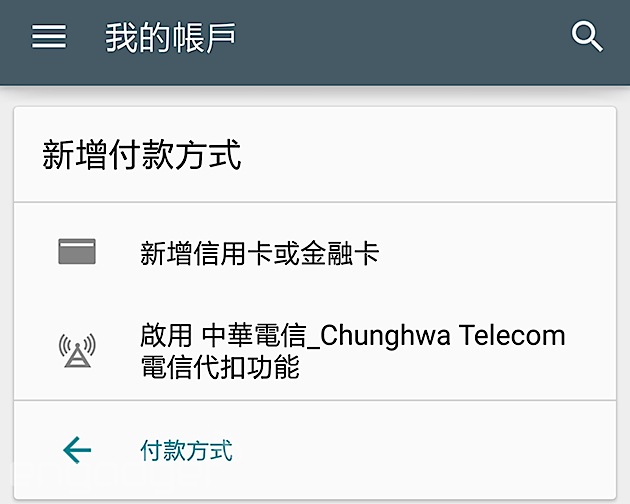 我的帳戶
新增付款方式
新增信用卡或金融卡
啟用 中華電信_Chunghwa Telecom
電信代扣功能
付款方式